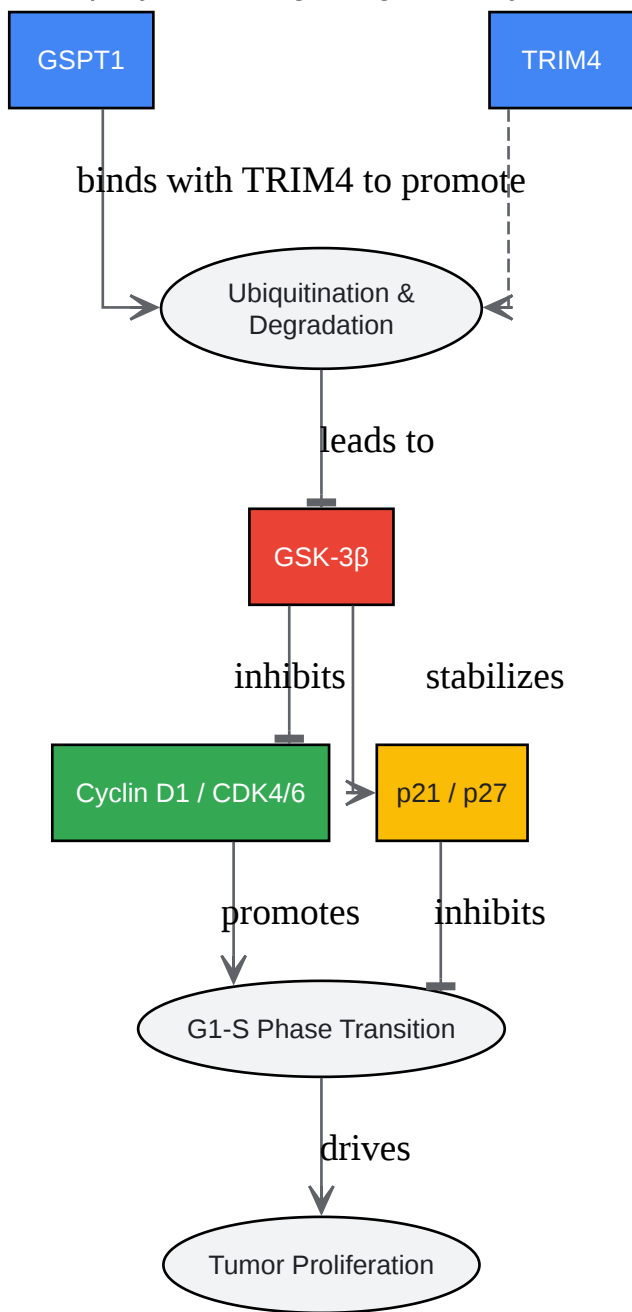 GSPT1
TRIM4
binds with TRIM4 to promote
Ubiquitination &
Degradation
leads to
GSK-3β
inhibits
stabilizes
Cyclin D1 / CDK4/6
p21 / p27
promotes
inhibits
G1-S Phase Transition
drives
Tumor Proliferation